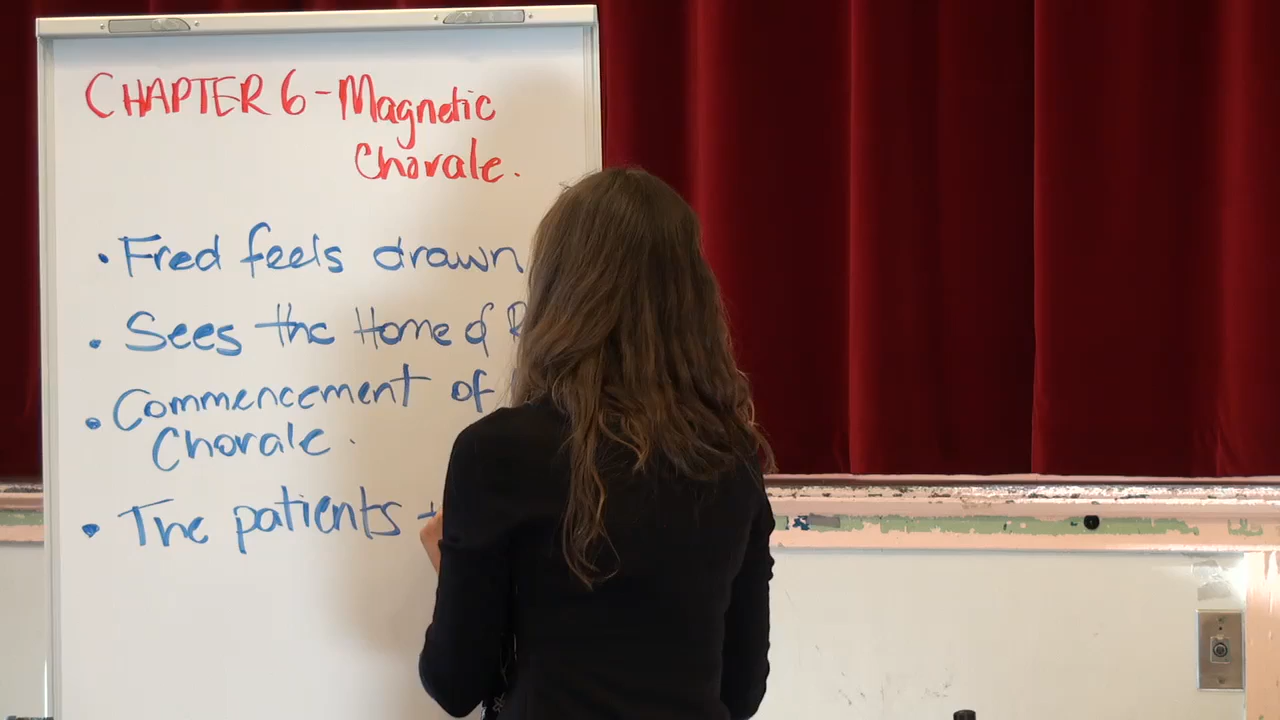 CHAPTER 6 - Magnetic
Chorale.
• Fred feels drawn
• Sees the Home of
• Commencement of
Chorale.
• The patients